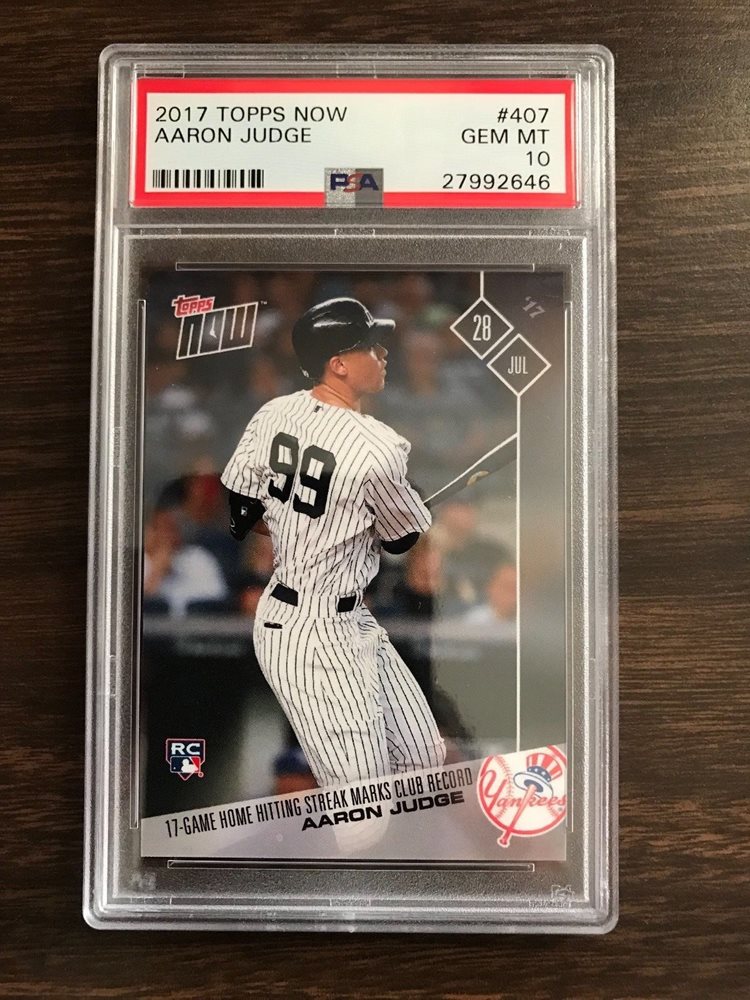 2017 TOPPS NOW #407
AARON JUDGE GEM MT
10
PSA 27992646
topps
NOW™
'17
28
JUL
99
RC
17-GAME HOME HITTING STREAK MARKS CLUB RECORD
AARON JUDGE
Yankees